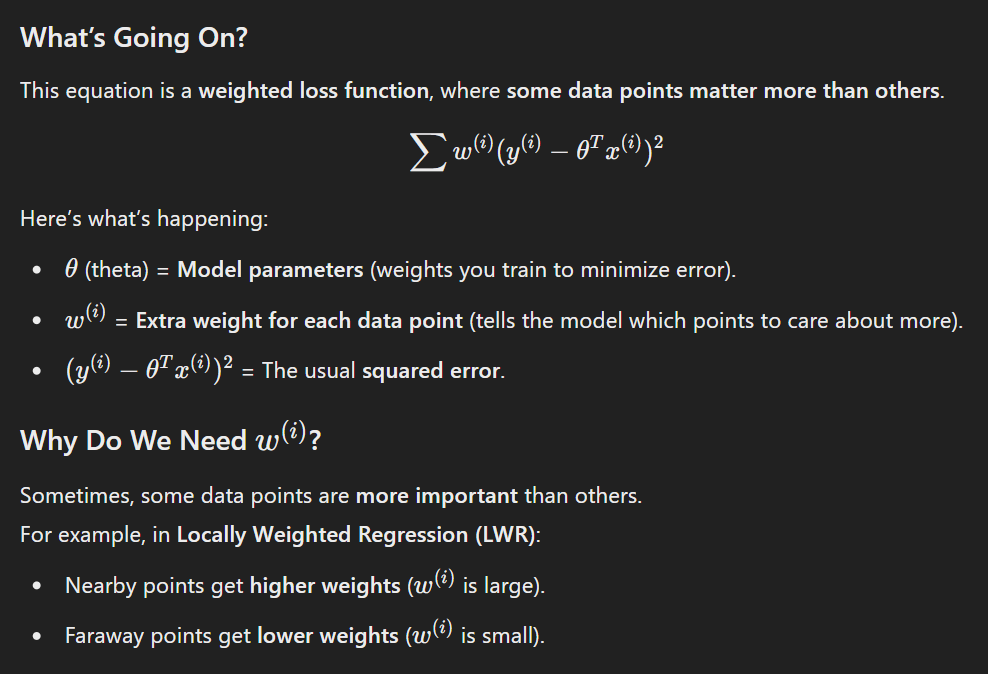 What's Going On?
This equation is a weighted loss function, where some data points matter more than others.
∑ w⁽ⁱ⁾(y⁽ⁱ⁾ − θᵀx⁽ⁱ⁾)²
Here's what's happening:
• θ (theta) = Model parameters (weights you train to minimize error).
• w⁽ⁱ⁾ = Extra weight for each data point (tells the model which points to care about more).
• (y⁽ⁱ⁾ − θᵀx⁽ⁱ⁾)² = The usual squared error.
Why Do We Need w⁽ⁱ⁾?
Sometimes, some data points are more important than others.
For example, in Locally Weighted Regression (LWR):
• Nearby points get higher weights (w⁽ⁱ⁾ is large).
• Faraway points get lower weights (w⁽ⁱ⁾ is small).